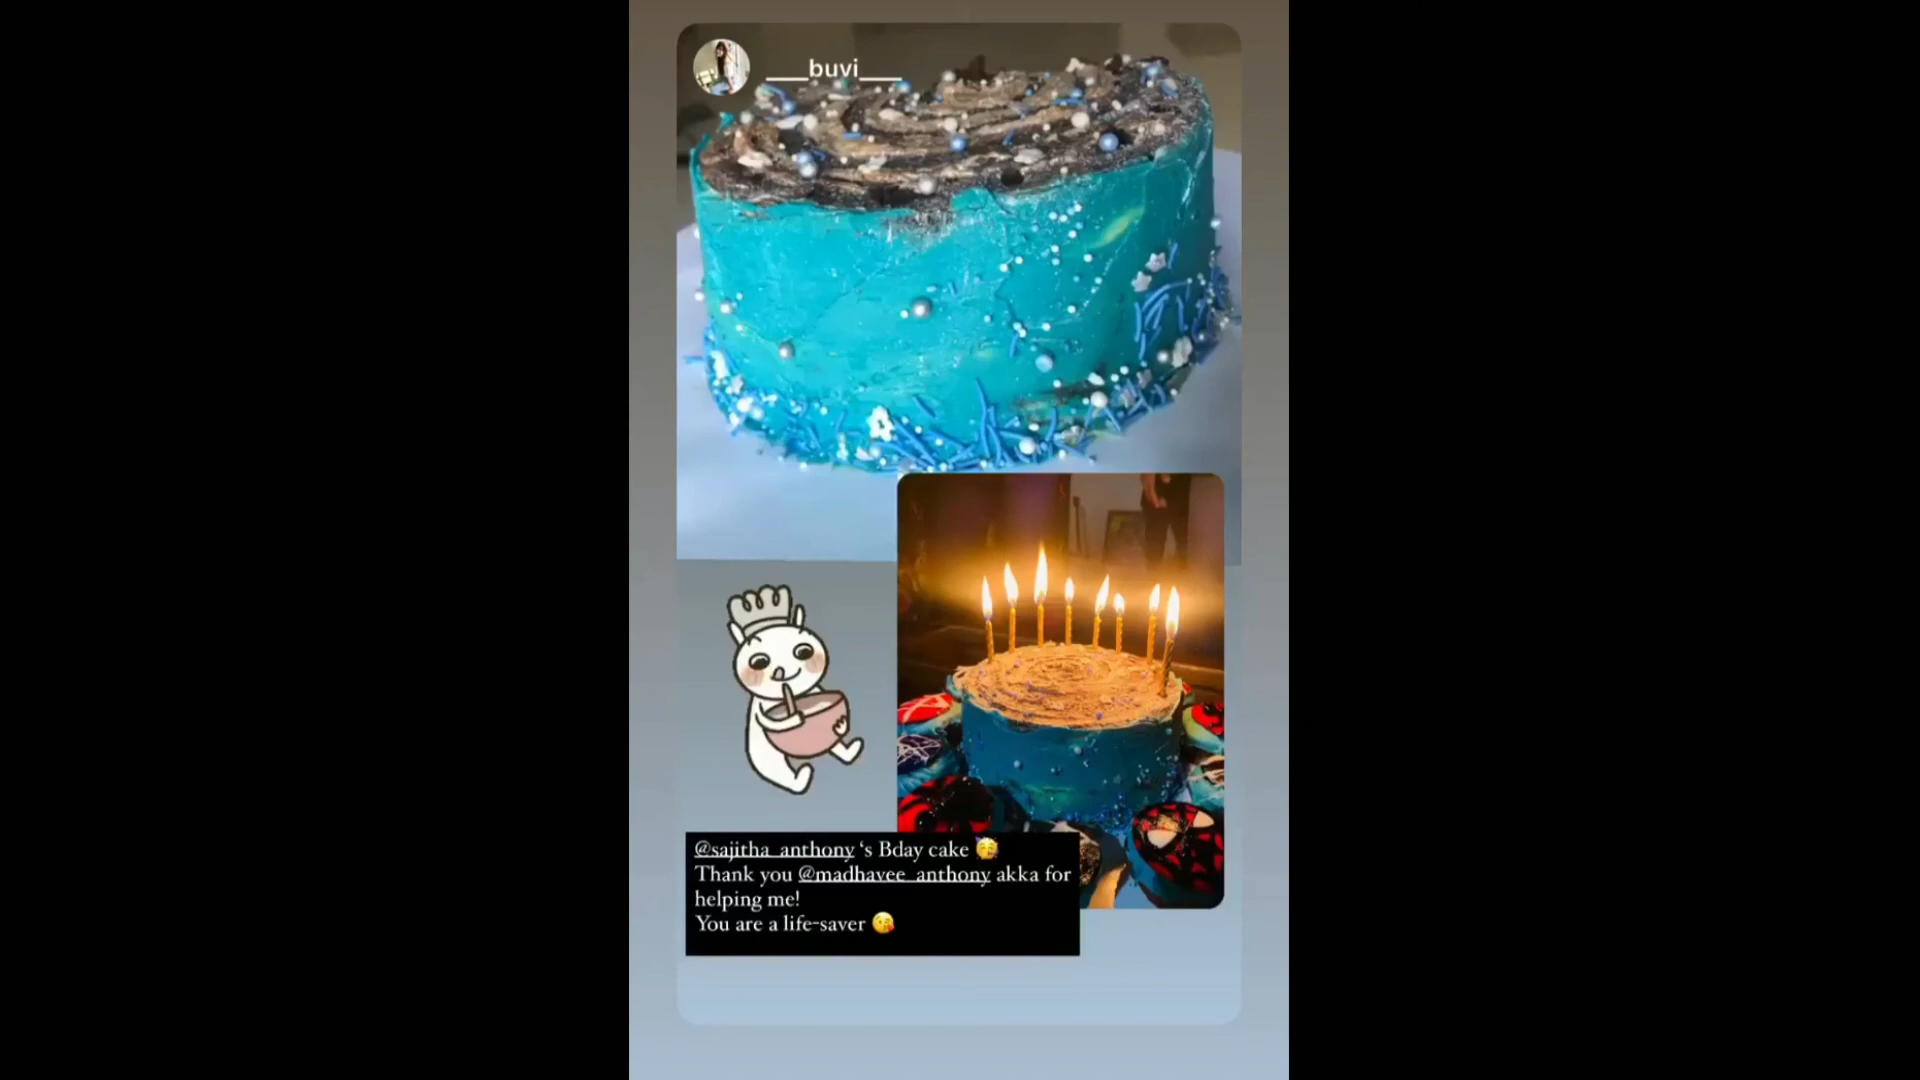 ___buvi___
@sajitha_anthony ‘s Bday cake 🥳
Thank you @madhavee_anthony akka for
helping me!
You are a life-saver 😘